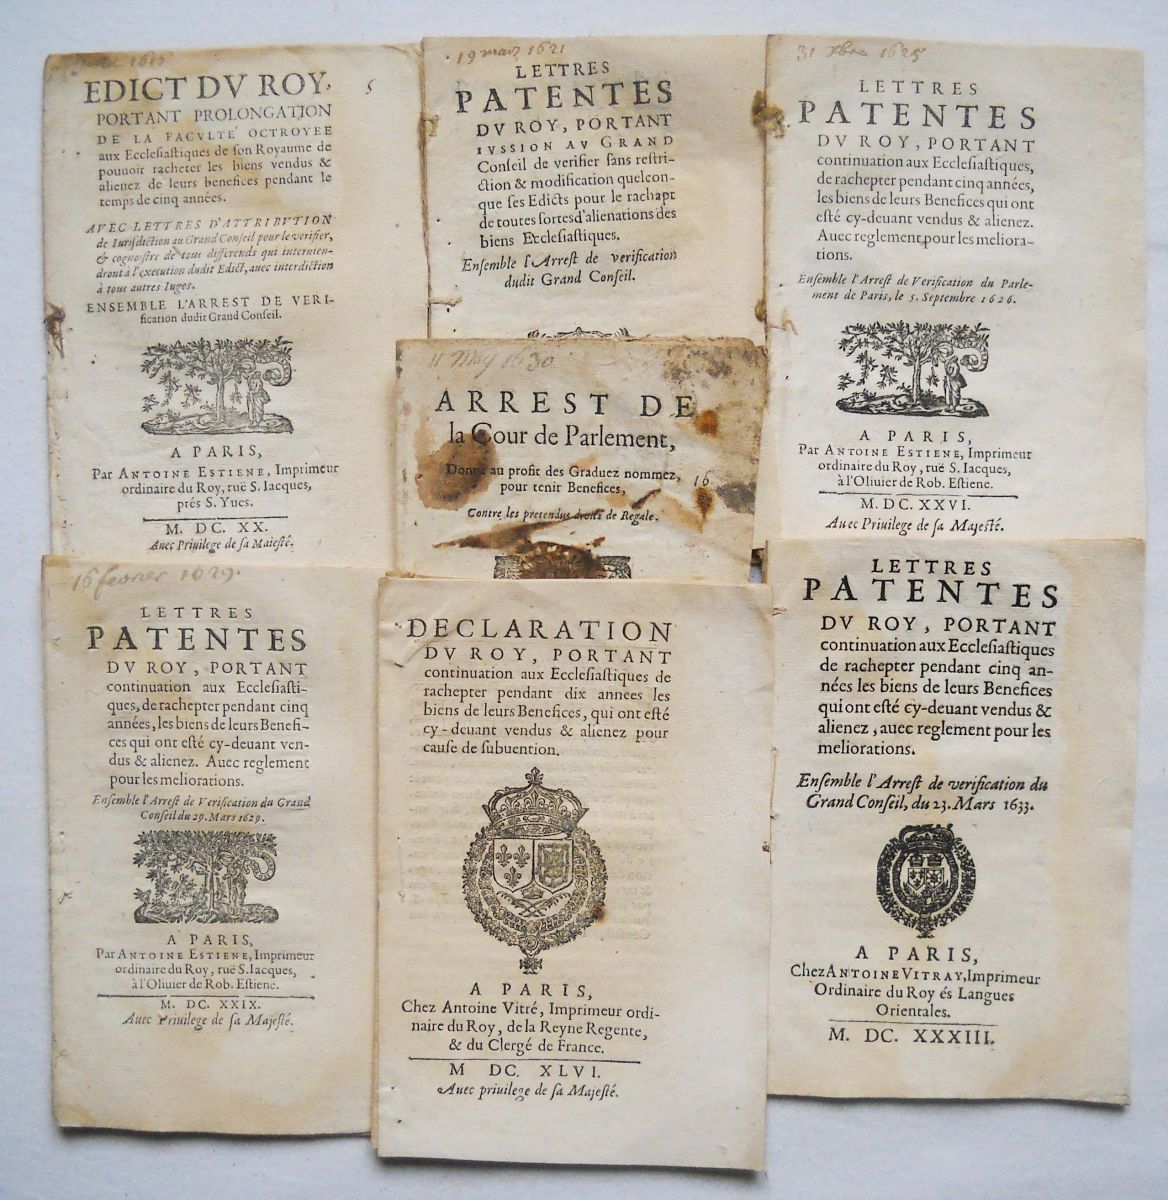 1615
EDICT DV ROY,
5
PORTANT PROLONGATION
DE LA FACVLTE' OCTROYEE
aux Ecclesiastiques de son Royaume de
pouuoir racheter les biens vendus &
alienez de leurs benefices pendant le
temps de cinq années.
AVEC LETTRES D'ATTRIBVTION
de Iurisdiction au Grand Conseil pour le verifier,
& cognoistre de tous differends qui interuien-
dront à l'execution dudit Edict, auec interdiction
à tous autres Iuges.
ENSEMBLE L'ARREST DE VERI-
fication dudit Grand Conseil.
A PARIS,
Par ANTOINE ESTIENE, Imprimeur
ordinaire du Roy, ruë S. Iacques,
prés S. Yues.
M. DC. XX.
Auec Priuilege de sa Maiesté.
19 mars 1621
LETTRES
PATENTES
DV ROY, PORTANT
IVSSION AV GRAND
Conseil de verifier sans restri-
ction & modification quelcon-
que ses Edicts pour le rachapt
de toutes sortes d'alienations des
biens Ecclesiastiques.
Ensemble l'Arrest de verification
dudit Grand Conseil.
31 xbre 1625
LETTRES
PATENTES
DV ROY, PORTANT
continuation aux Ecclesiastiques,
de rachepter pendant cinq années,
les biens de leurs Benefices qui ont
esté cy-deuant vendus & alienez.
Auec reglement pour les meliora-
tions.
Ensemble l'Arrest de Verification du Parle-
ment de Paris, le 5. Septembre 1626.
A PARIS,
Par ANTOINE ESTIENE, Imprimeur
ordinaire du Roy, ruë S. Iacques,
à l'Oliuier de Rob. Estiene.
M. DC. XXVI.
Auec Priuilege de sa Majesté.
11 May 1630
ARREST DE
la Cour de Parlement,
Donné au profit des Graduez nommez,
16
pour tenir Benefices,
Contre les pretendus droits de Regale.
16 febvrier 1629.
LETTRES
PATENTES
DV ROY, PORTANT
continuation aux Ecclesiasti-
ques, de rachepter pendant cinq
années, les biens de leurs Benefi-
ces qui ont esté cy-deuant ven-
dus & alienez. Auec reglement
pour les meliorations.
Ensemble l'Arrest de Verification du Grand
Conseil du 29. Mars 1629.
A PARIS,
Par ANTOINE ESTIENE, Imprimeur
ordinaire du Roy, ruë S. Iacques,
à l'Oliuier de Rob. Estiene.
M. DC. XXIX.
Auec Priuilege de sa Majesté.
DECLARATION
DV ROY, PORTANT
continuation aux Ecclesiastiques de
rachepter pendant dix années les
biens de leurs Benefices, qui ont esté
cy-deuant vendus & alienez pour
cause de subuention.
A PARIS,
Chez Antoine Vitré, Imprimeur ordi-
naire du Roy, de la Reyne Regente,
& du Clergé de France.
M DC. XLVI.
Auec priuilege de sa Majesté.
LETTRES
PATENTES
DV ROY, PORTANT
continuation aux Ecclesiastiques
de rachepter pendant cinq an-
nées les biens de leurs Benefices
qui ont esté cy-deuant vendus &
alienez, auec reglement pour les
meliorations.
Ensemble l'Arrest de verification du
Grand Conseil, du 23. Mars 1633.
A PARIS,
Chez ANTOINE VITRAY, Imprimeur
Ordinaire du Roy és Langues
Orientales.
M. DC. XXXIII.